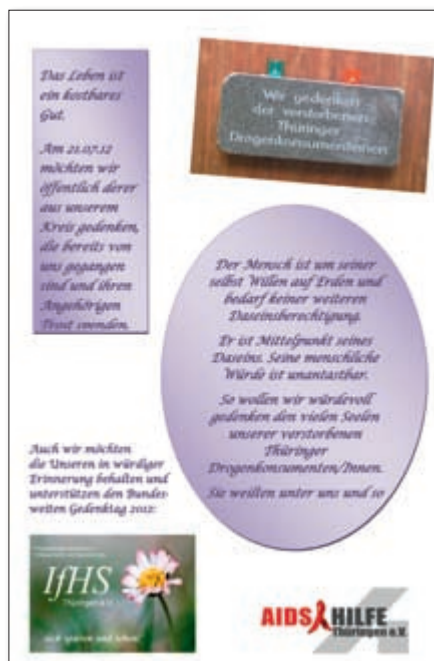 Das Leben ist
ein kostbares
Gut.
Am 21.07.12
möchten wir
öffentlich derer
aus unserem
Kreis gedenken,
die bereits von
uns gegangen
sind und ihren
Angehörigen
Trost spenden.
Wir gedenken
der verstorbenen
Thüringer
DrogenkonsumentInnen
Der Mensch ist um seiner
selbst Willen auf Erden und
bedarf keiner weiteren
Daseinsberechtigung.
Er ist Mittelpunkt seines
Daseins. Seine menschliche
Würde ist unantastbar.
So wollen wir würdevoll
gedenken den vielen Seelen
unserer verstorbenen
Thüringer
Drogenkonsumenten/Innen.
Sie weilten unter uns und so
Auch wir möchten
die Unseren in würdiger
Erinnerung behalten und
unterstützen den Bundes-
weiten Gedenktag 2012:
IfHS
Thüringen e.V.
AIDS HILFE
Thüringen e.V.